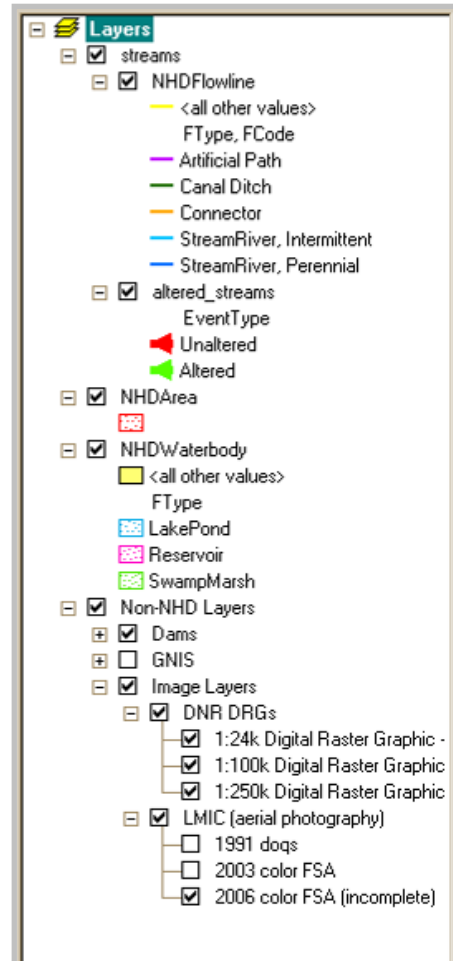 Layers
streams
NHDFlowline
<all other values>
FType, FCode
Artificial Path
Canal Ditch
Connector
StreamRiver, Intermittent
StreamRiver, Perennial
altered_streams
EventType
Unaltered
Altered
NHDArea
NHDWaterbody
<all other values>
FType
LakePond
Reservoir
SwampMarsh
Non-NHD Layers
Dams
GNIS
Image Layers
DNR DRGs
1:24k Digital Raster Graphic -
1:100k Digital Raster Graphic
1:250k Digital Raster Graphic
LMIC (aerial photography)
1991 doqs
2003 color FSA
2006 color FSA (incomplete)